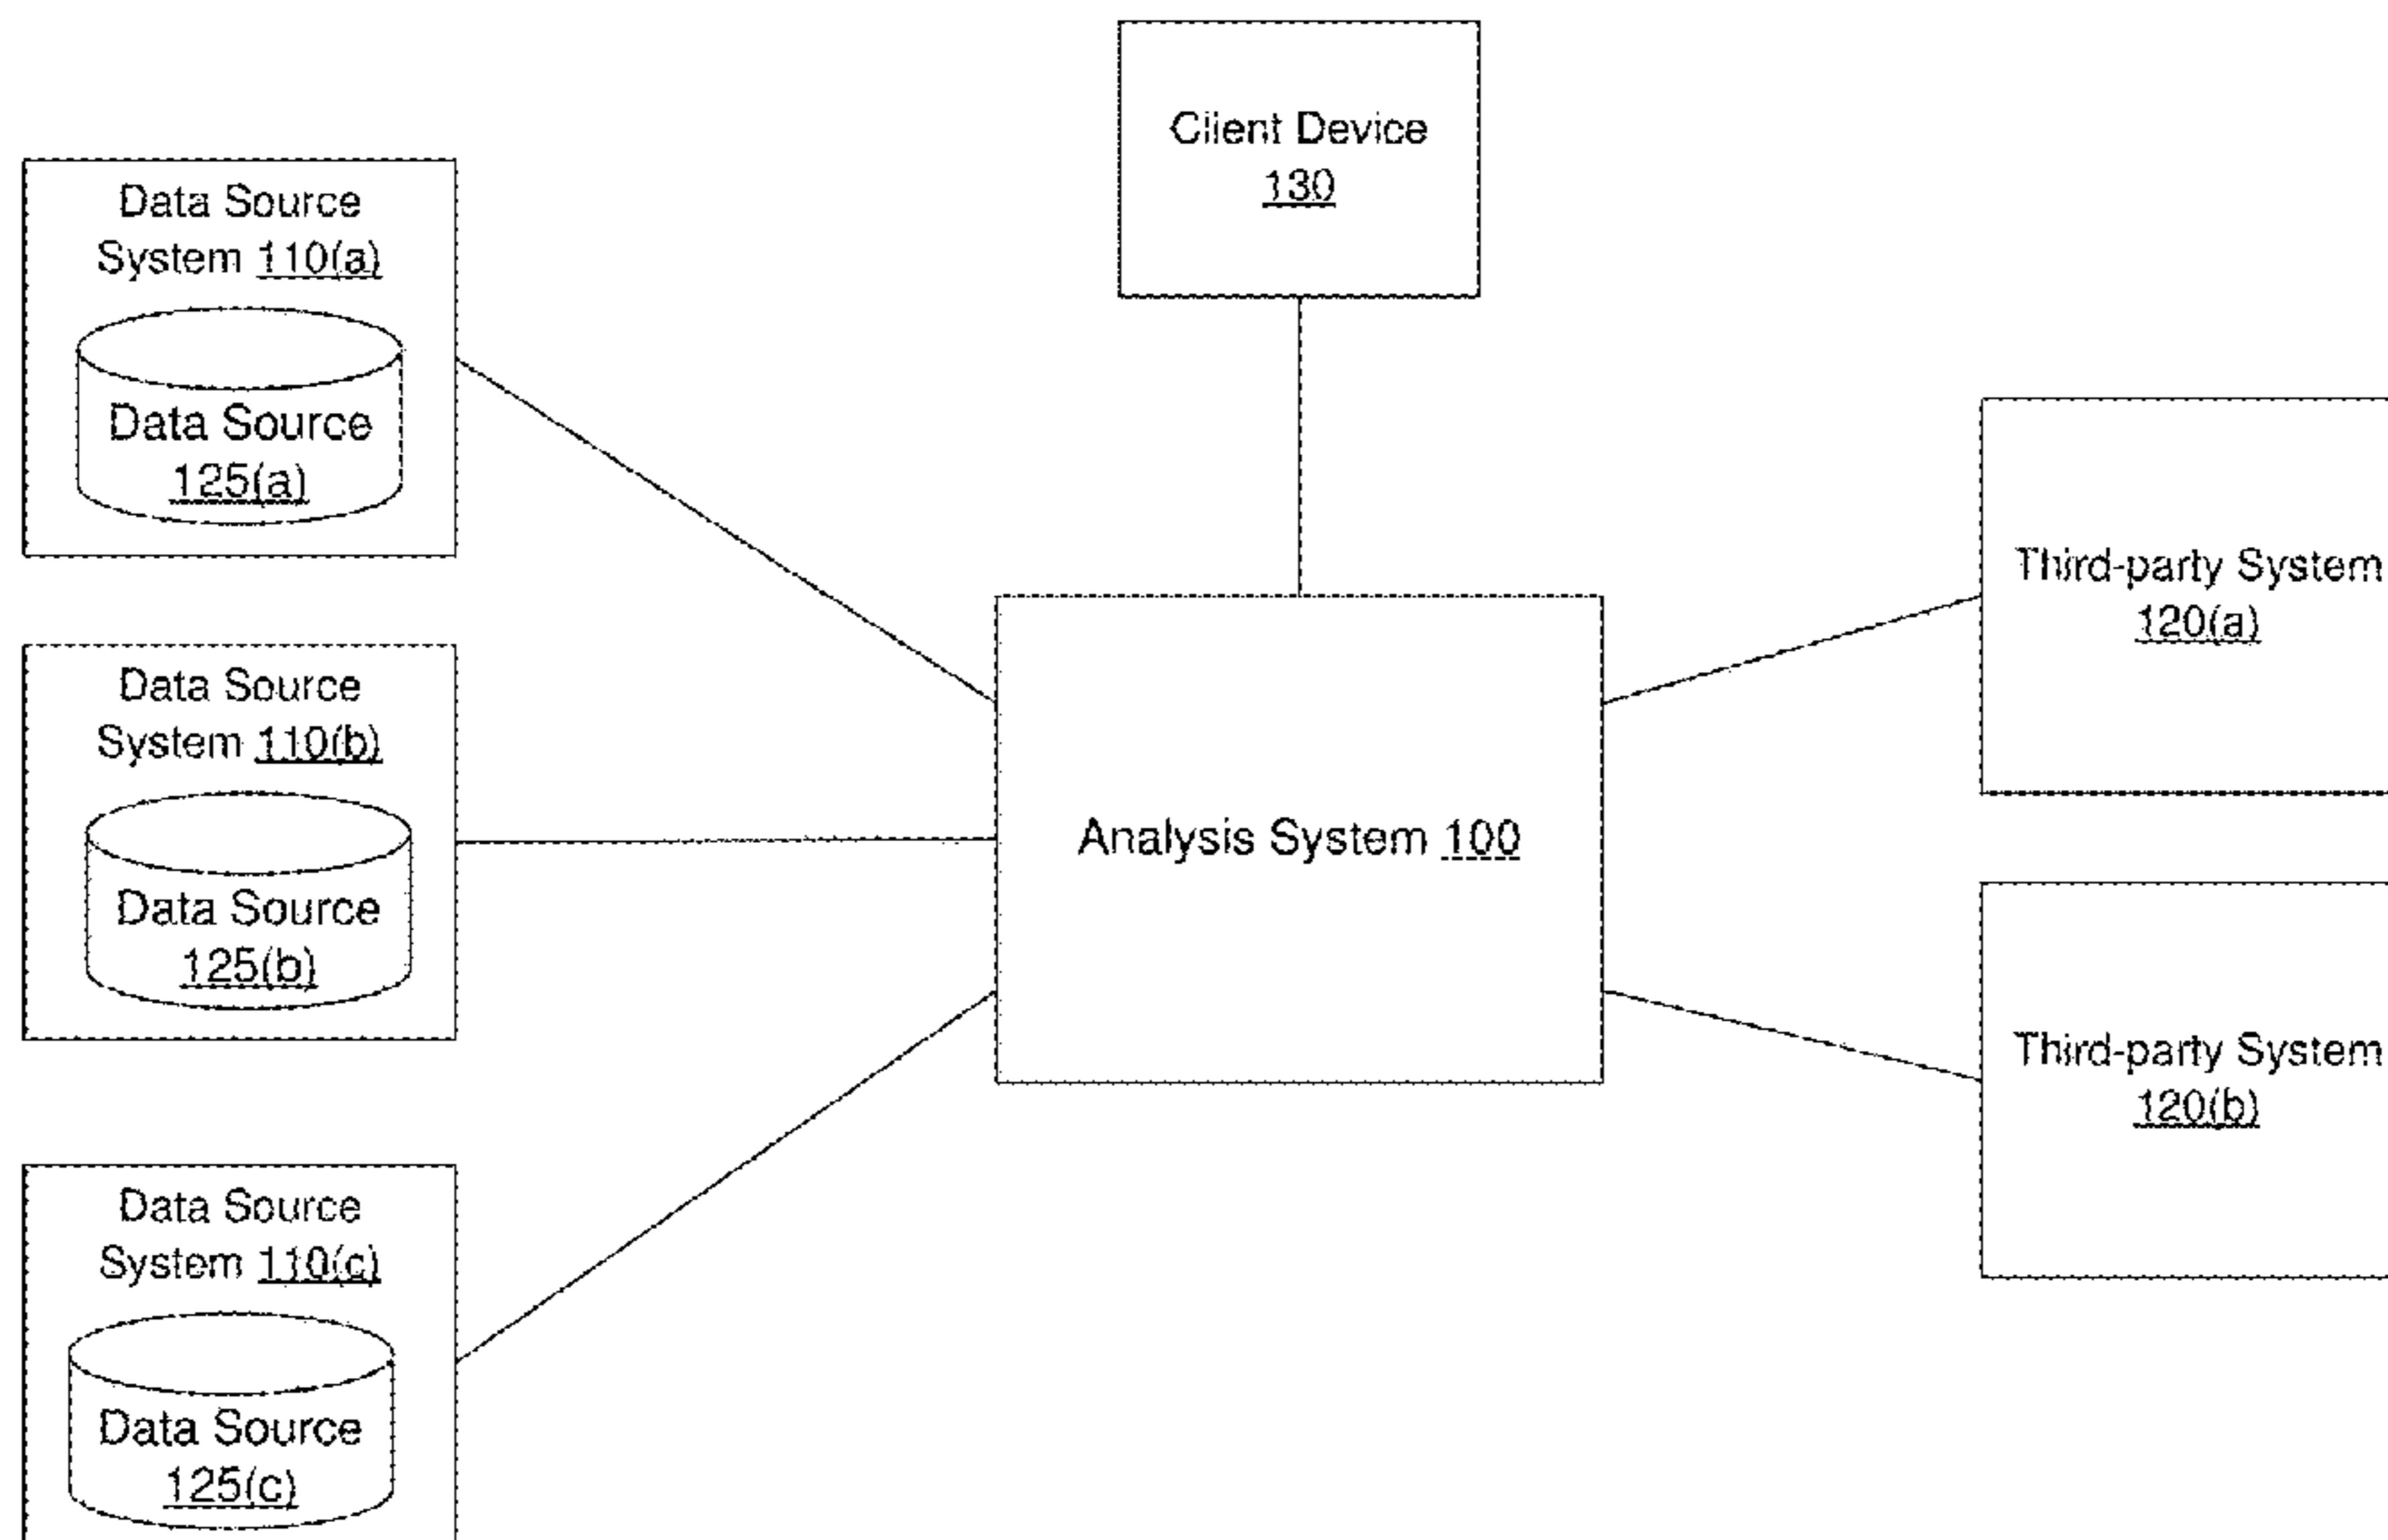 Client Device
130
Data Source
System 110(a)
Data Source
125(a)
Data Source
System 110(b)
Data Source
125(b)
Data Source
System 110(c)
Data Source
125(c)
Analysis System 100
Third-party System
120(a)
Third-party System
120(b)